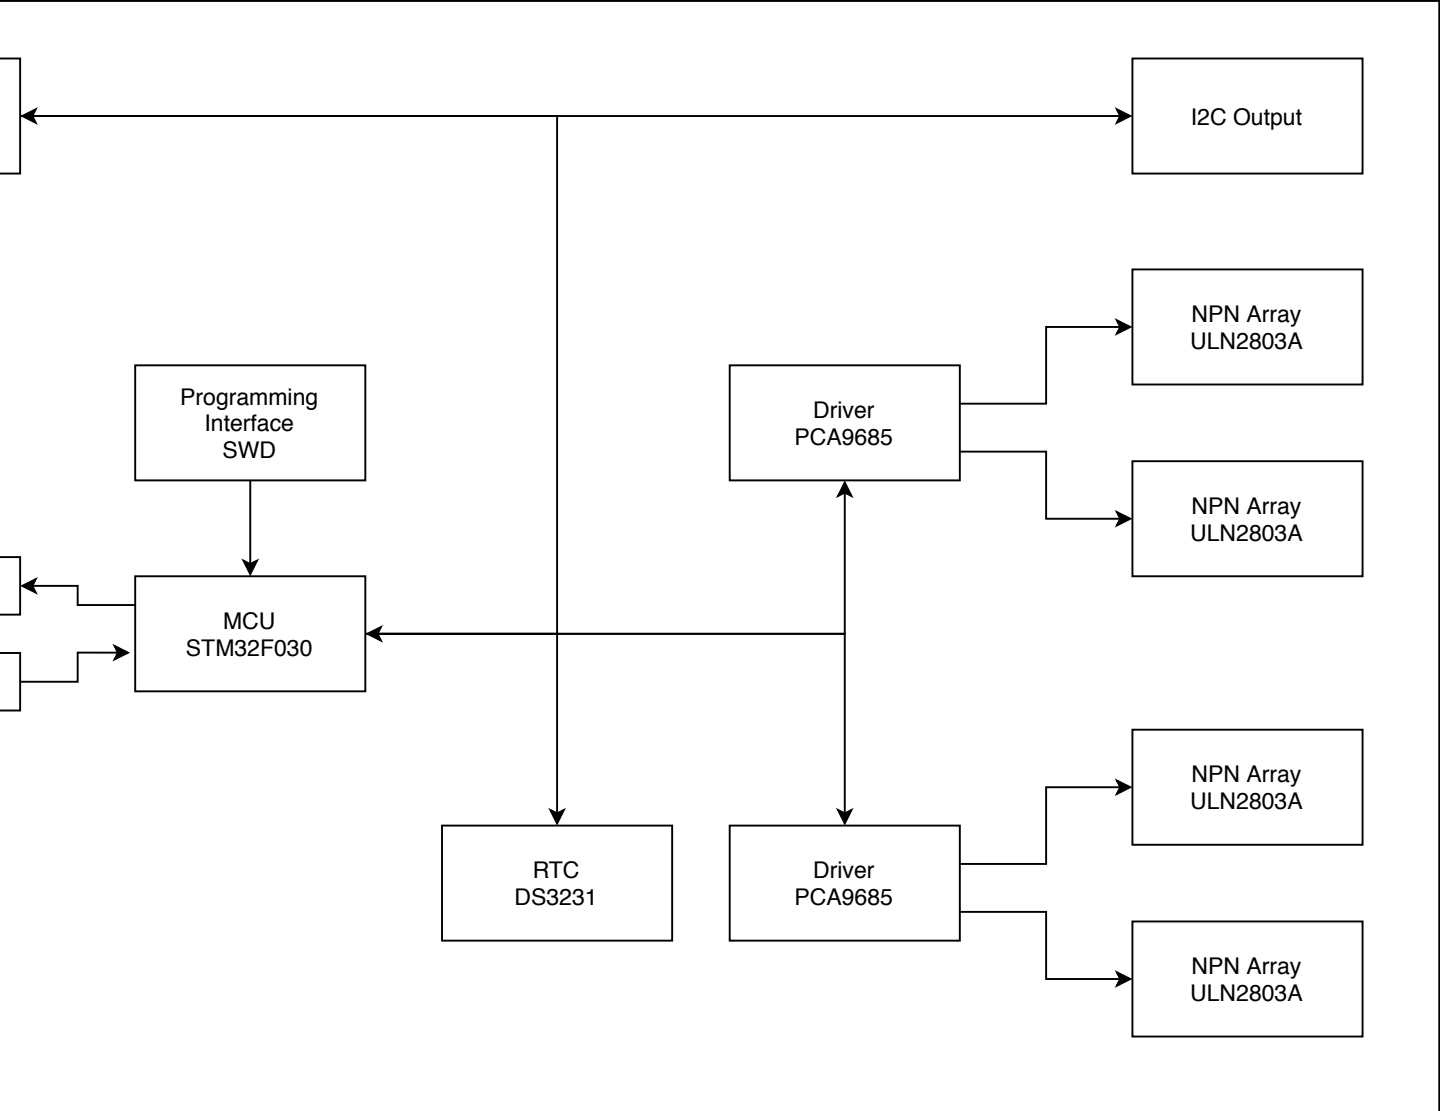 I2C Output
NPN Array
ULN2803A
Programming
Interface
SWD
Driver
PCA9685
NPN Array
ULN2803A
MCU
STM32F030
NPN Array
ULN2803A
RTC
DS3231
Driver
PCA9685
NPN Array
ULN2803A